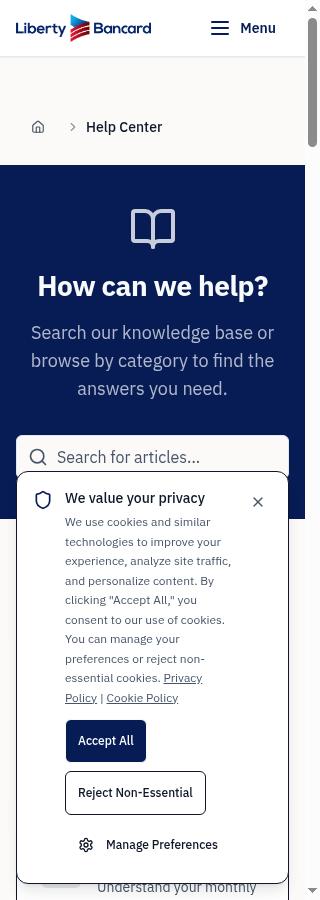 Liberty Bancard
Menu
Help Center
How can we help?
Search our knowledge base or
browse by category to find the
answers you need.
Search for articles...
We value your privacy
We use cookies and similar
technologies to improve your
experience, analyze site traffic,
and personalize content. By
clicking "Accept All," you
consent to our use of cookies.
You can manage your
preferences or reject non-
essential cookies. Privacy
Policy | Cookie Policy
Accept All
Reject Non-Essential
Manage Preferences
Understand your monthly